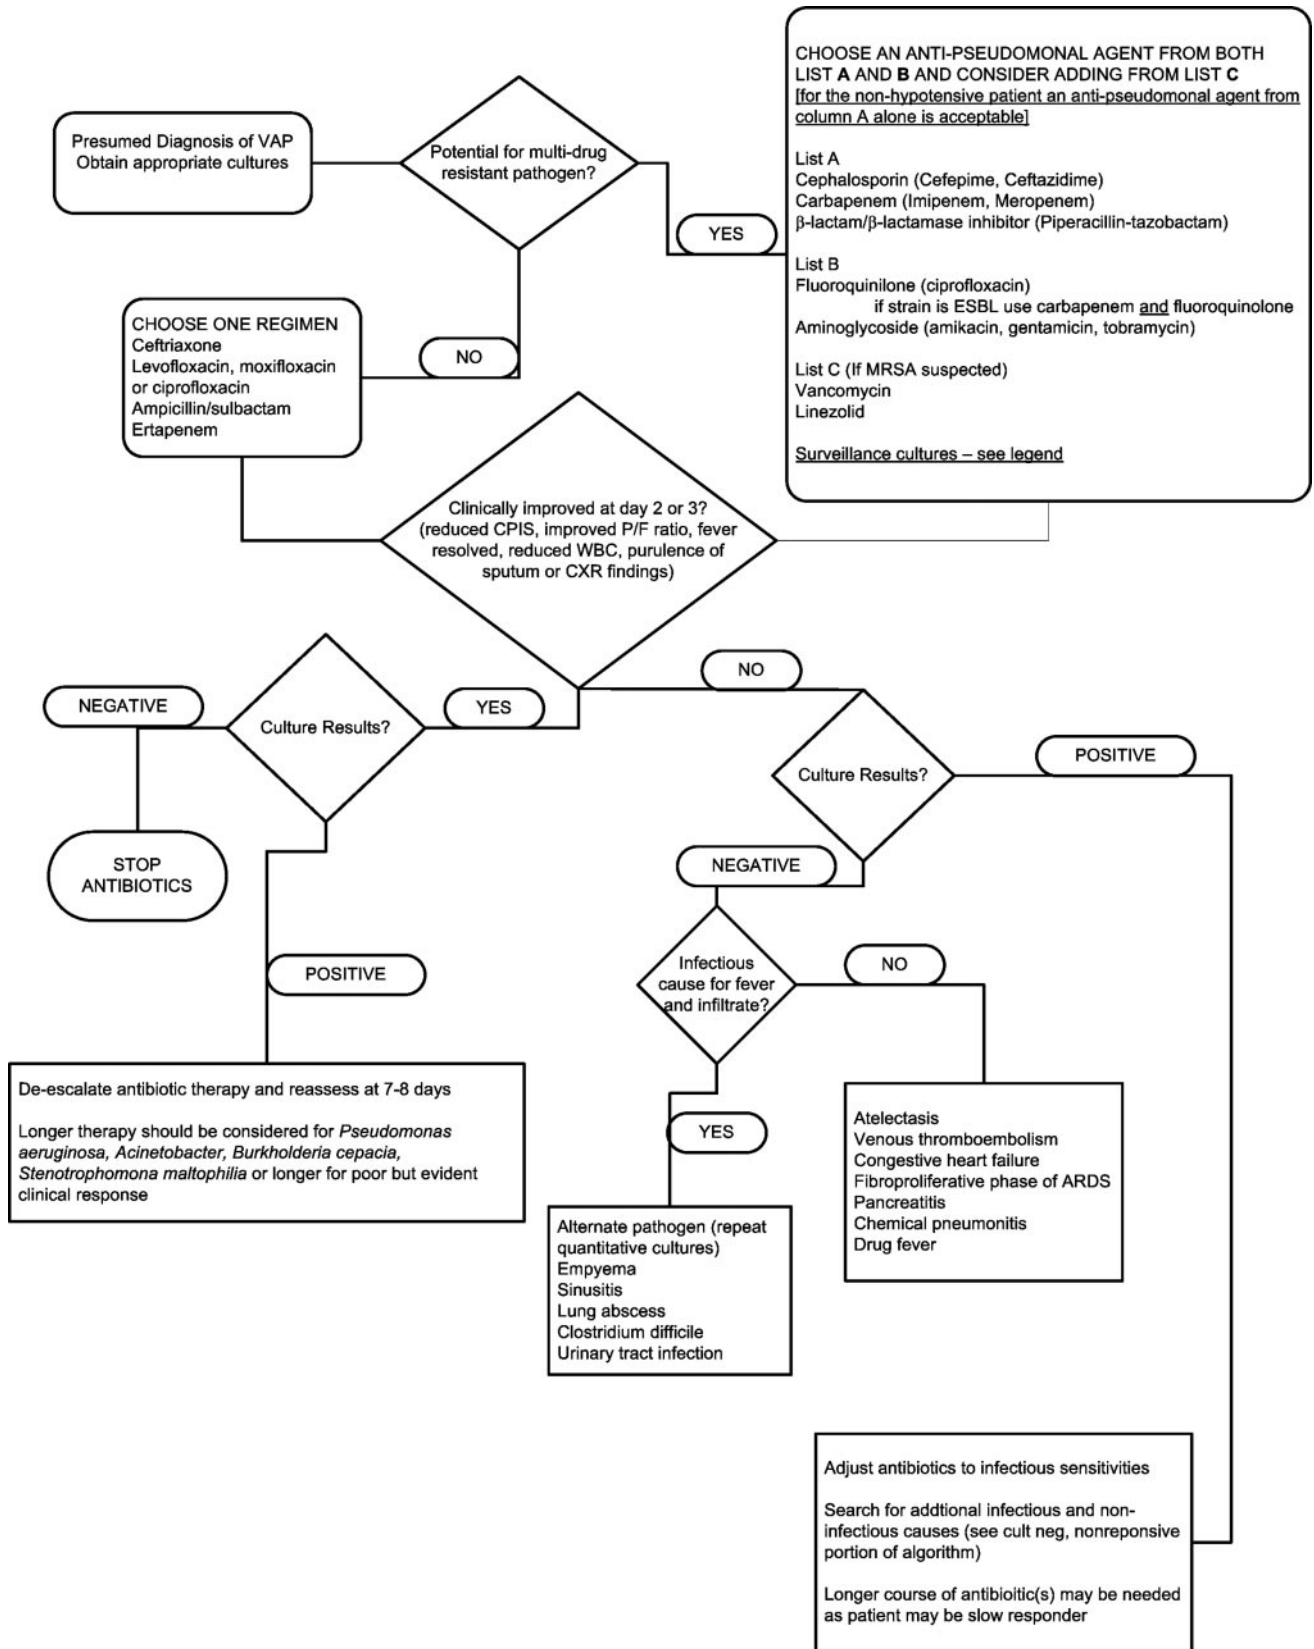 Presumed Diagnosis of VAP
Obtain appropriate cultures
Potential for multi-drug
resistant pathogen?
YES
CHOOSE AN ANTI-PSEUDOMONAL AGENT FROM BOTH
LIST A AND B AND CONSIDER ADDING FROM LIST C
[for the non-hypotensive patient an anti-pseudomonal agent from
column A alone is acceptable]
List A
Cephalosporin (Cefepime, Ceftazidime)
Carbapenem (Imipenem, Meropenem)
β-lactam/β-lactamase inhibitor (Piperacillin-tazobactam)
List B
Fluoroquinilone (ciprofloxacin)
if strain is ESBL use carbapenem and fluoroquinolone
Aminoglycoside (amikacin, gentamicin, tobramycin)
List C (If MRSA suspected)
Vancomycin
Linezolid
Surveillance cultures – see legend
NO
CHOOSE ONE REGIMEN
Ceftriaxone
Levofloxacin, moxifloxacin
or ciprofloxacin
Ampicillin/sulbactam
Ertapenem
Clinically improved at day 2 or 3?
(reduced CPIS, improved P/F ratio, fever
resolved, reduced WBC, purulence of
sputum or CXR findings)
YES
Culture Results?
NEGATIVE
STOP
ANTIBIOTICS
POSITIVE
De-escalate antibiotic therapy and reassess at 7-8 days
Longer therapy should be considered for Pseudomonas
aeruginosa, Acinetobacter, Burkholderia cepacia,
Stenotrophomona maltophilia or longer for poor but evident
clinical response
NO
Culture Results?
POSITIVE
NEGATIVE
Infectious
cause for fever
and infiltrate?
NO
Atelectasis
Venous thromboembolism
Congestive heart failure
Fibroproliferative phase of ARDS
Pancreatitis
Chemical pneumonitis
Drug fever
YES
Alternate pathogen (repeat
quantitative cultures)
Empyema
Sinusitis
Lung abscess
Clostridium difficile
Urinary tract infection
Adjust antibiotics to infectious sensitivities
Search for addtional infectious and non-
infectious causes (see cult neg, nonreponsive
portion of algorithm)
Longer course of antibioitic(s) may be needed
as patient may be slow responder